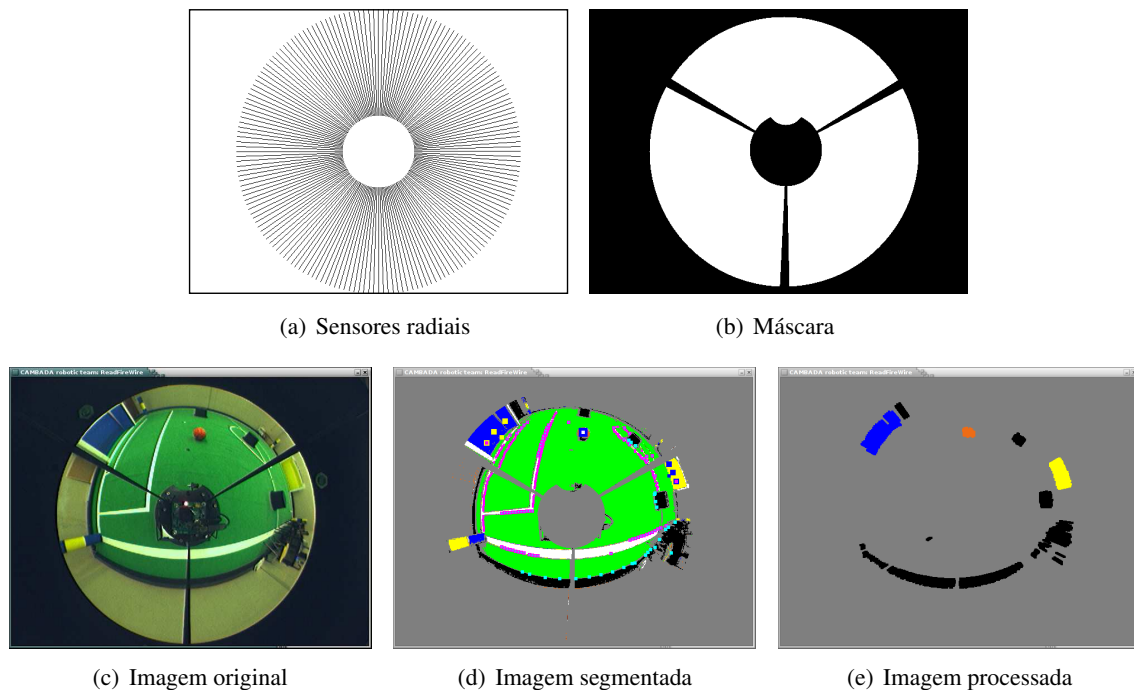 (a) Sensores radiais
(b) Máscara
CAMBADA robotic team: ReadFireWire
CAMBADA robotic team: ReadFireWire
CAMBADA robotic team: ReadFireWire
(c) Imagem original
(d) Imagem segmentada
(e) Imagem processada